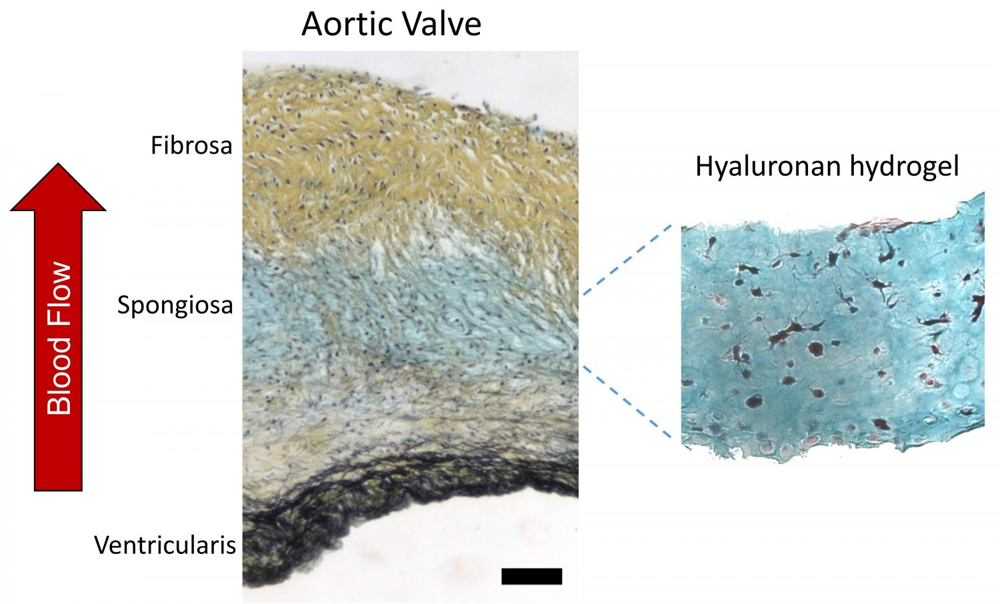 Aortic Valve
Fibrosa
Hyaluronan hydrogel
Blood Flow
Spongiosa
Ventricularis